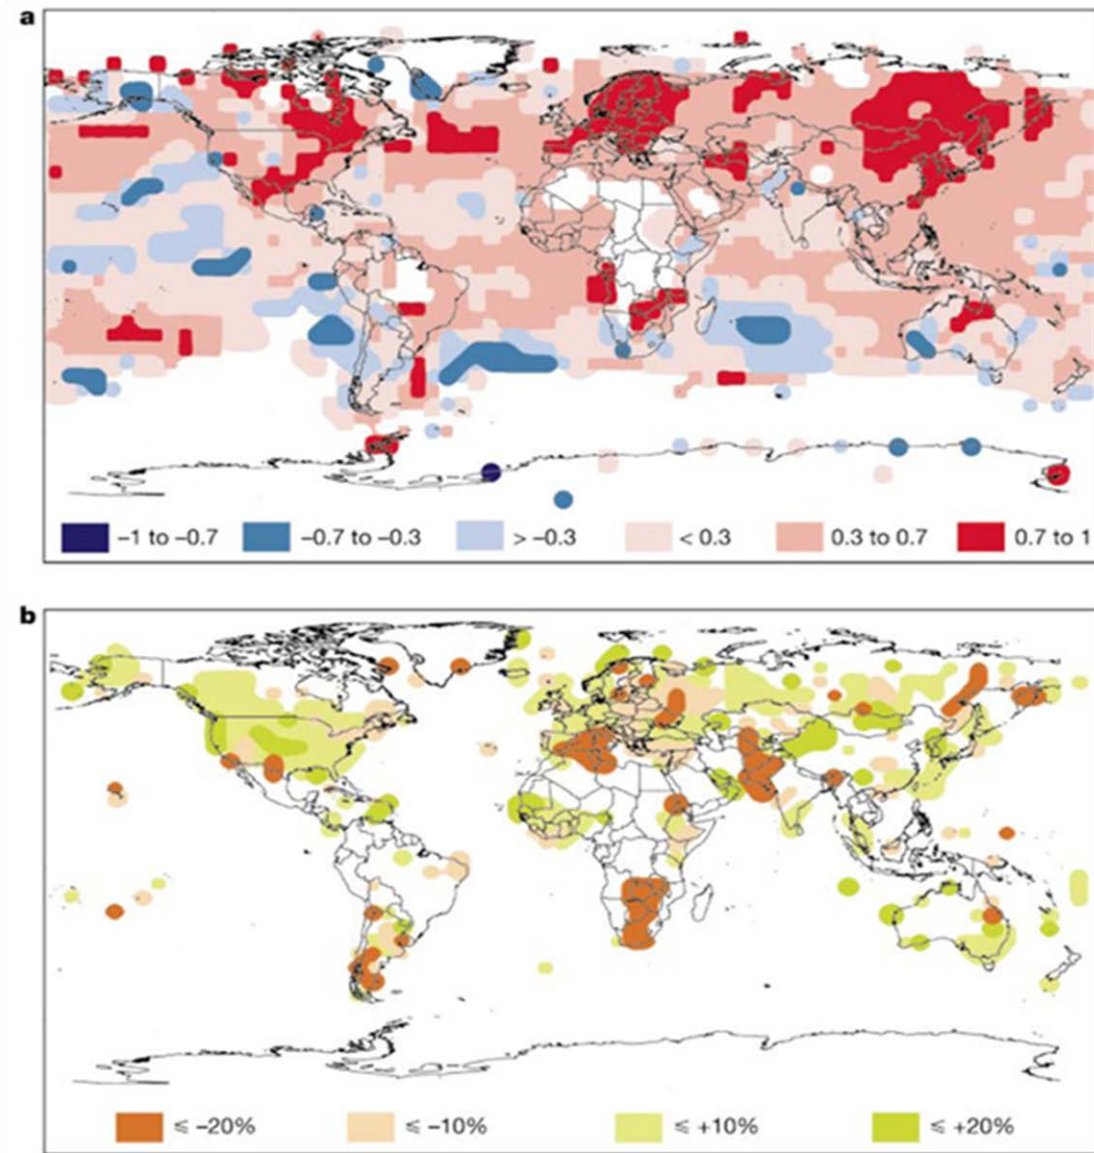 a
−1 to −0.7 −0.7 to −0.3 > −0.3 < 0.3 0.3 to 0.7 0.7 to 1
b
⩽ −20% ⩽ −10% ⩽ +10% ⩽ +20%